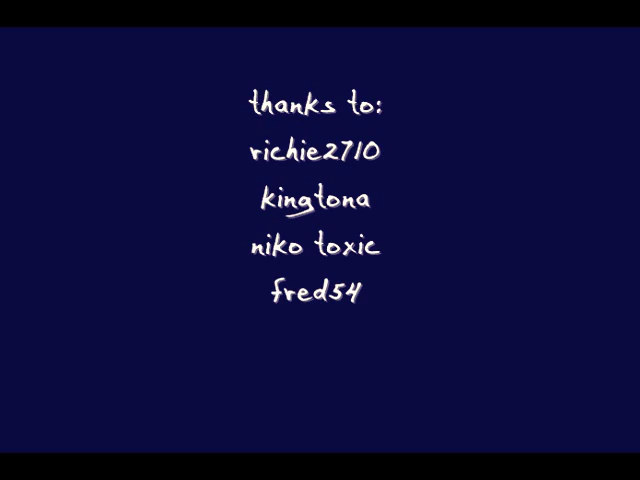 thanks to:
richie2710
kingtona
niko toxic
fred54